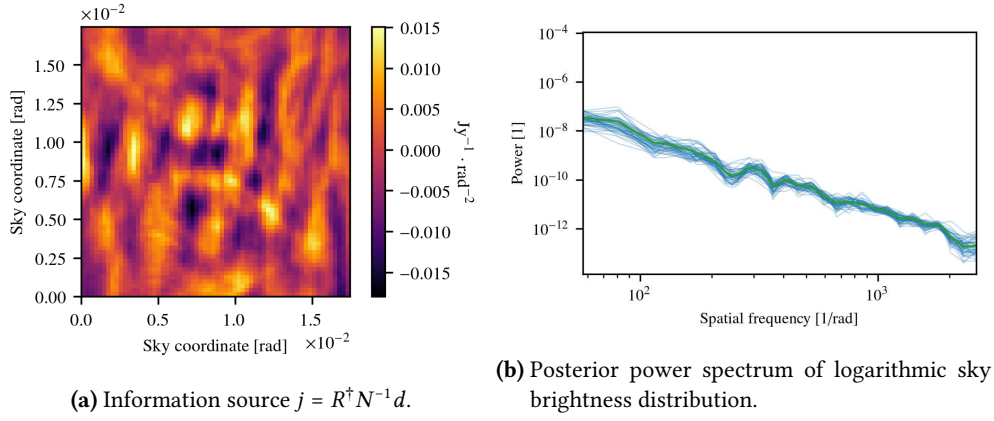 ×10⁻²
1.50
1.25
1.00
0.75
0.50
0.25
0.00
Sky coordinate [rad]
0.0 0.5 1.0 1.5
Sky coordinate [rad] ×10⁻²
0.015
0.010
0.005
0.000
−0.005
−0.010
−0.015
Jy⁻¹ · rad⁻²
(a) Information source j = R†N⁻¹d.
10⁻⁴
10⁻⁶
10⁻⁸
10⁻¹⁰
10⁻¹²
Power [1]
10² 10³
Spatial frequency [1/rad]
(b) Posterior power spectrum of logarithmic sky
brightness distribution.